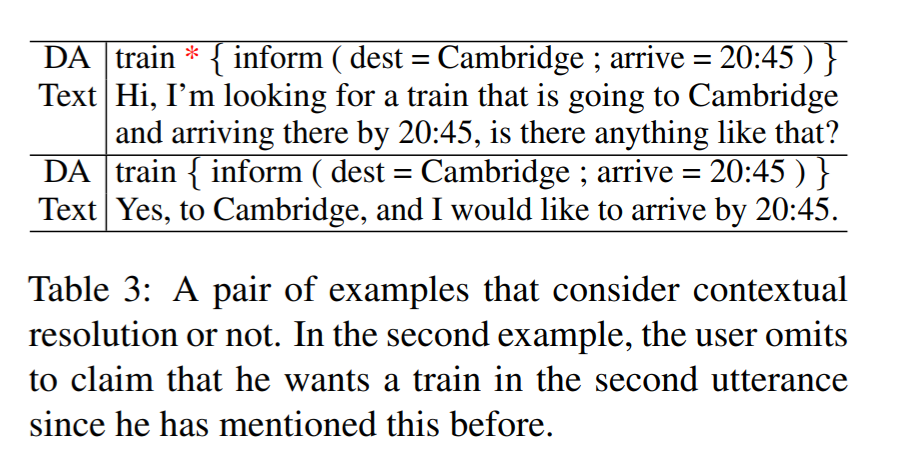 DA train * { inform ( dest = Cambridge ; arrive = 20:45 ) }
Text Hi, I'm looking for a train that is going to Cambridge
and arriving there by 20:45, is there anything like that?
DA train { inform ( dest = Cambridge ; arrive = 20:45 ) }
Text Yes, to Cambridge, and I would like to arrive by 20:45.
Table 3: A pair of examples that consider contextual
resolution or not. In the second example, the user omits
to claim that he wants a train in the second utterance
since he has mentioned this before.